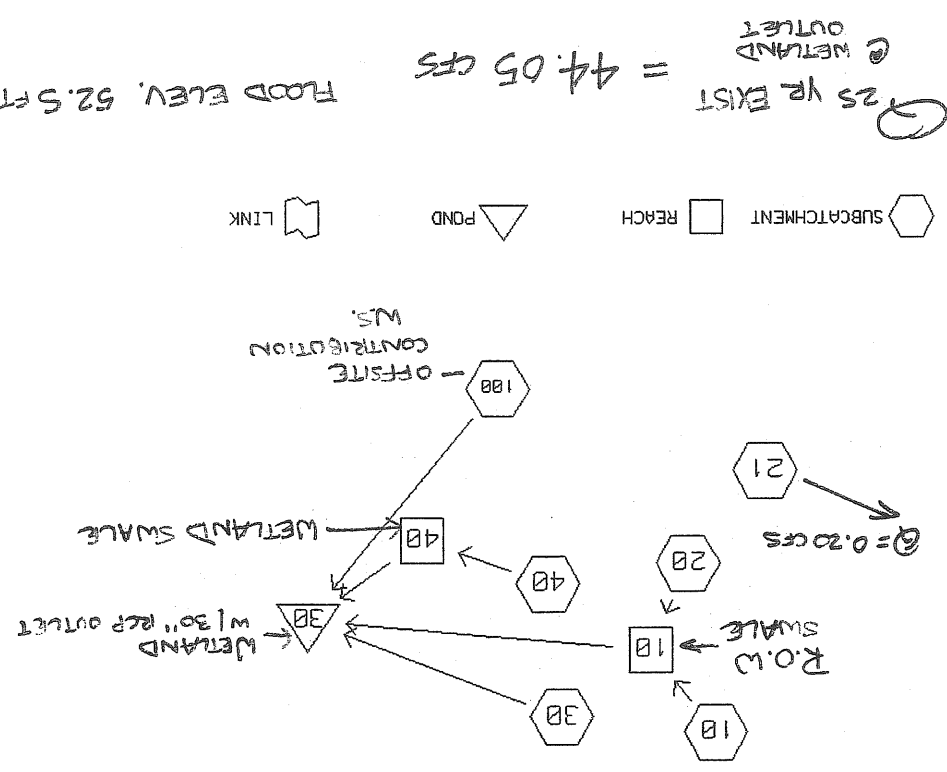 10
30
R.O.W
SWALE
10
30
WETLAND
W/ 30" RCP OUTLET
20
40
40
WETLAND SWALE
Q = 0.20 CFS
21
100
OFFSITE
CONTRIBUTION
W.S.
SUBCATCHMENT
REACH
POND
LINK
Q 25 YR. EXIST
@ WETLAND
OUTLET
= 44.05 CFS
FLOOD ELEV. 52.5 FT